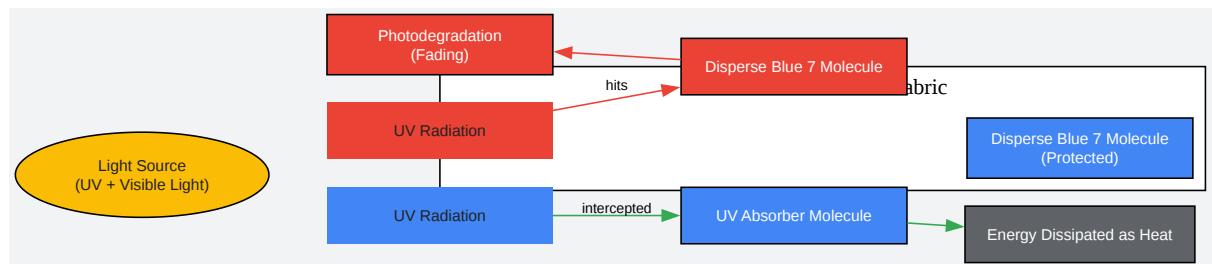 Photodegradation
(Fading)
Disperse Blue 7 Molecule
abric
hits
UV Radiation
Disperse Blue 7 Molecule
(Protected)
Light Source
(UV + Visible Light)
UV Radiation
intercepted
UV Absorber Molecule
Energy Dissipated as Heat